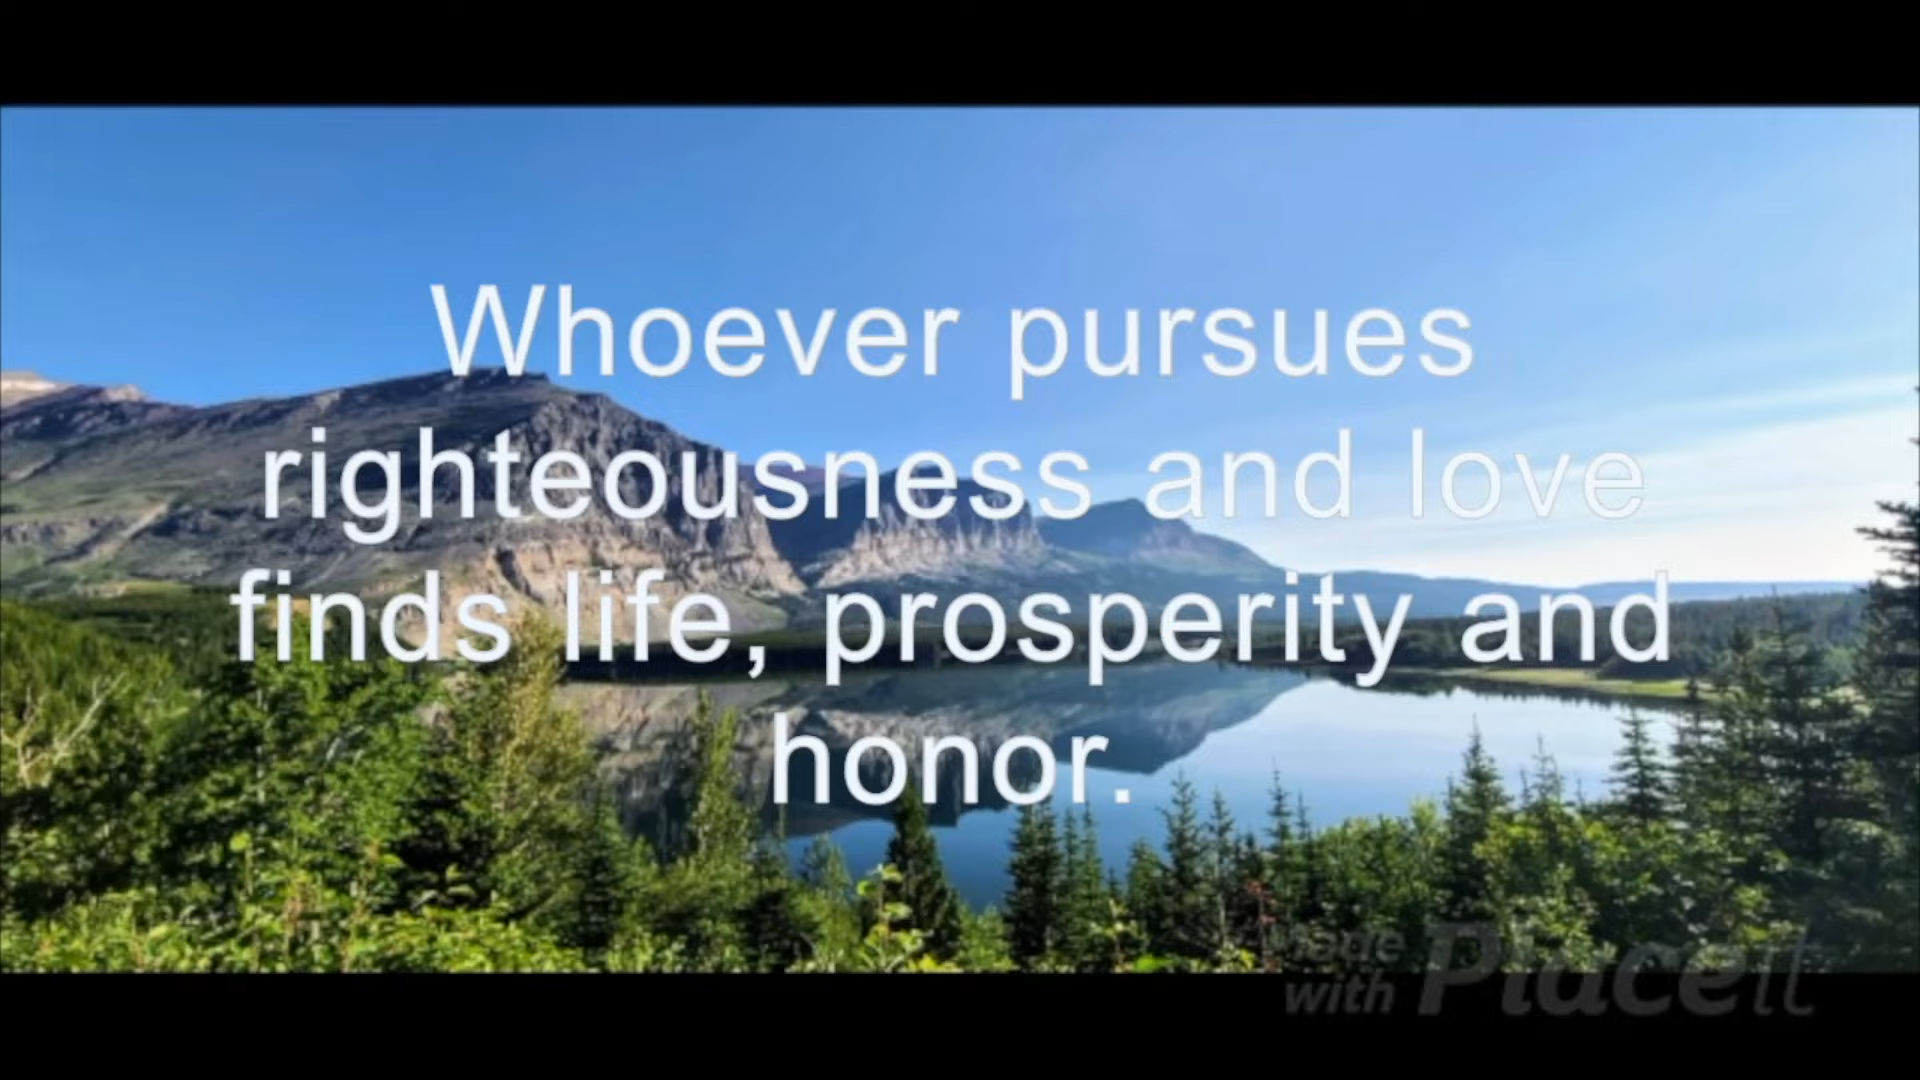 Whoever pursues
righteousness and love
finds life, prosperity and
honor.
Made
with Placeit